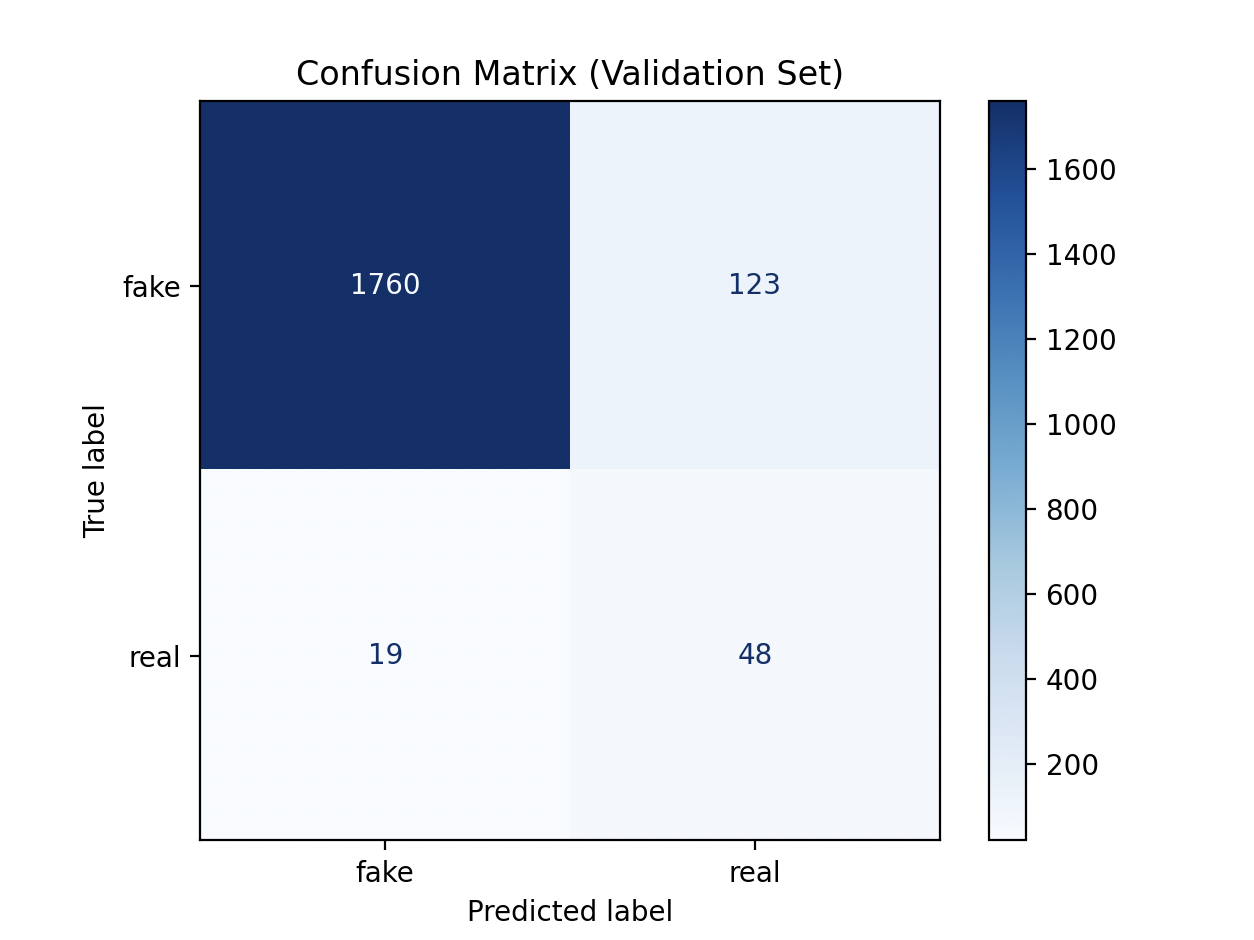 Confusion Matrix (Validation Set)
fake
1760
123
real
19
48
True label
fake
real
Predicted label
1600
1400
1200
1000
800
600
400
200